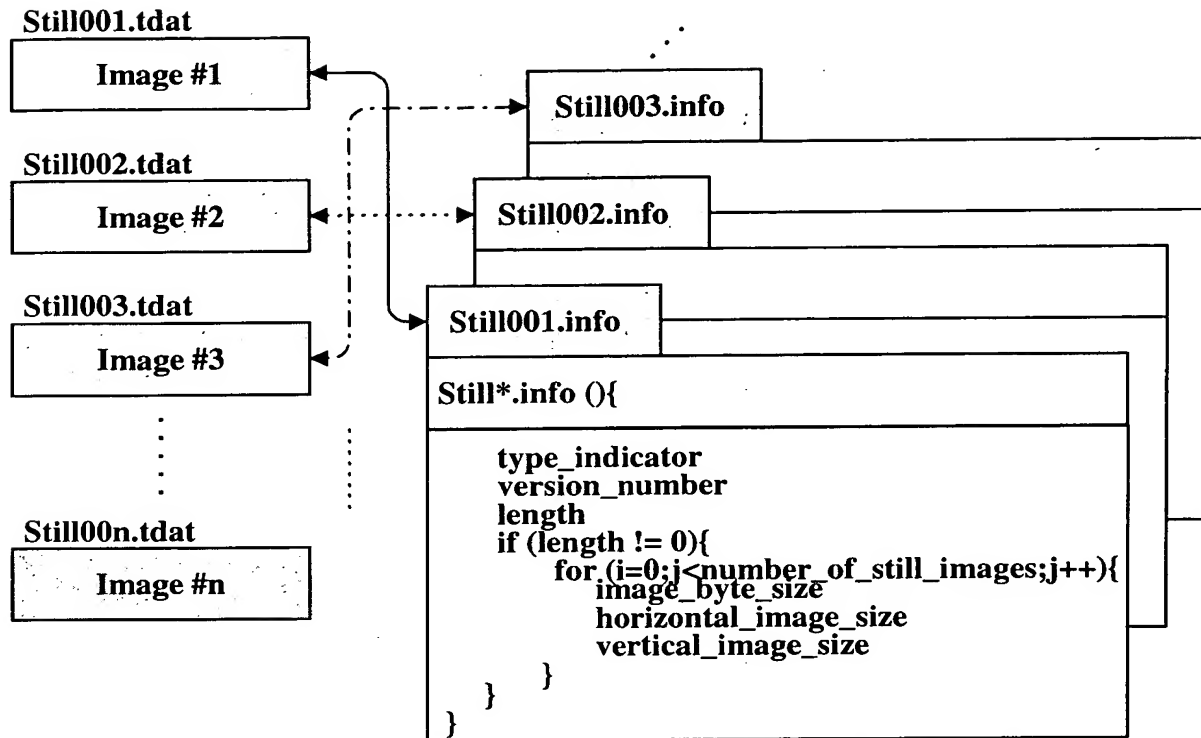 Still001.tdat
Image #1
Still002.tdat
Image #2
Still003.tdat
Image #3
Still00n.tdat
Image #n
Still003.info
Still002.info
Still001.info
Still*.info (){
type_indicator
version_number
length
if (length != 0){
for (i=0;j<number_of_still_images;j++){
image_byte_size
horizontal_image_size
vertical_image_size
}
}
}